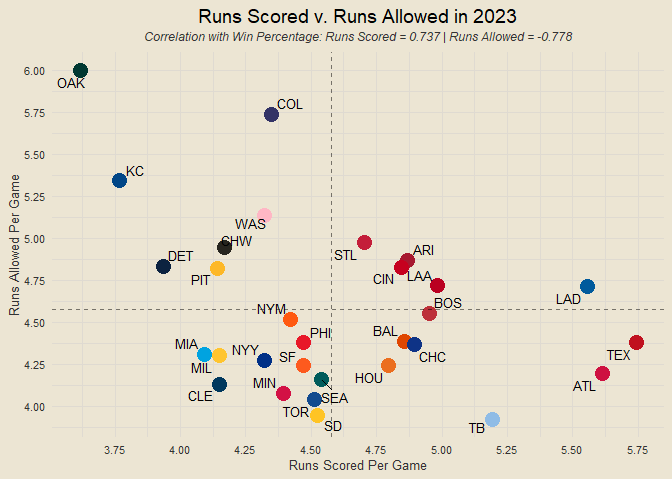 Runs Scored v. Runs Allowed in 2023
Correlation with Win Percentage: Runs Scored = 0.737 | Runs Allowed = -0.778
6.00
OAK
COL
5.75
5.50
KC
5.25
WAS
5.00
CHW
STL
ARI
DET
PIT
CIN
LAA
4.75
LAD
BOS
NYM
4.50
PHI
BAL
MIA
NYY
SF
CHC
TEX
4.25
MIL
HOU
MIN
ATL
CLE
SEA
4.00
TOR
SD
TB
3.75
4.00
4.25
4.50
4.75
5.00
5.25
5.50
5.75
Runs Scored Per Game
Runs Allowed Per Game